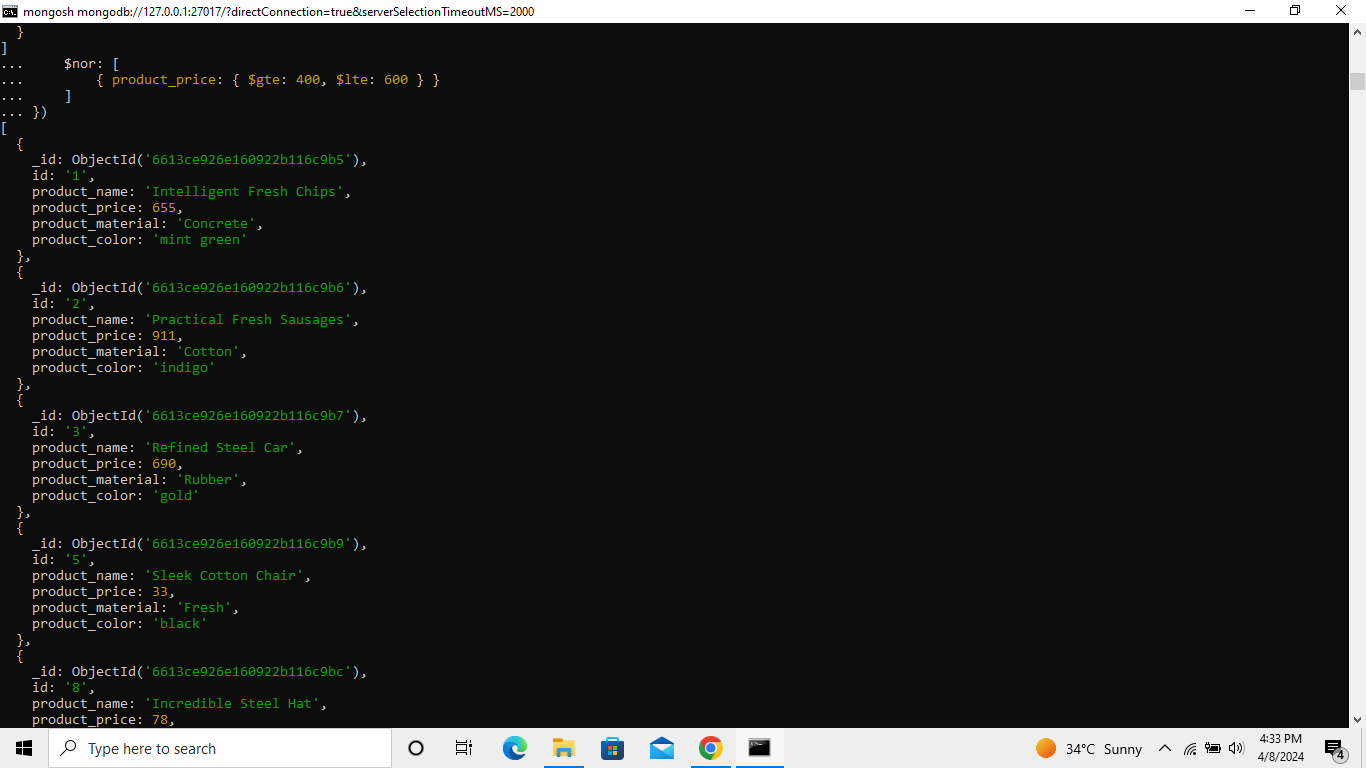 mongosh mongodb://127.0.0.1:27017/?directConnection=true&serverSelectionTimeoutMS=2000
  }
]
...     $nor: [
...         { product_price: { $gte: 400, $lte: 600 } }
...     ]
... })
[
  {
    _id: ObjectId('6613ce926e160922b116c9b5'),
    id: '1',
    product_name: 'Intelligent Fresh Chips',
    product_price: 655,
    product_material: 'Concrete',
    product_color: 'mint green'
  },
  {
    _id: ObjectId('6613ce926e160922b116c9b6'),
    id: '2',
    product_name: 'Practical Fresh Sausages',
    product_price: 911,
    product_material: 'Cotton',
    product_color: 'indigo'
  },
  {
    _id: ObjectId('6613ce926e160922b116c9b7'),
    id: '3',
    product_name: 'Refined Steel Car',
    product_price: 690,
    product_material: 'Rubber',
    product_color: 'gold'
  },
  {
    _id: ObjectId('6613ce926e160922b116c9b9'),
    id: '5',
    product_name: 'Sleek Cotton Chair',
    product_price: 33,
    product_material: 'Fresh',
    product_color: 'black'
  },
  {
    _id: ObjectId('6613ce926e160922b116c9bc'),
    id: '8',
    product_name: 'Incredible Steel Hat',
    product_price: 78,
Type here to search
34°C Sunny
4:33 PM
4/8/2024
4